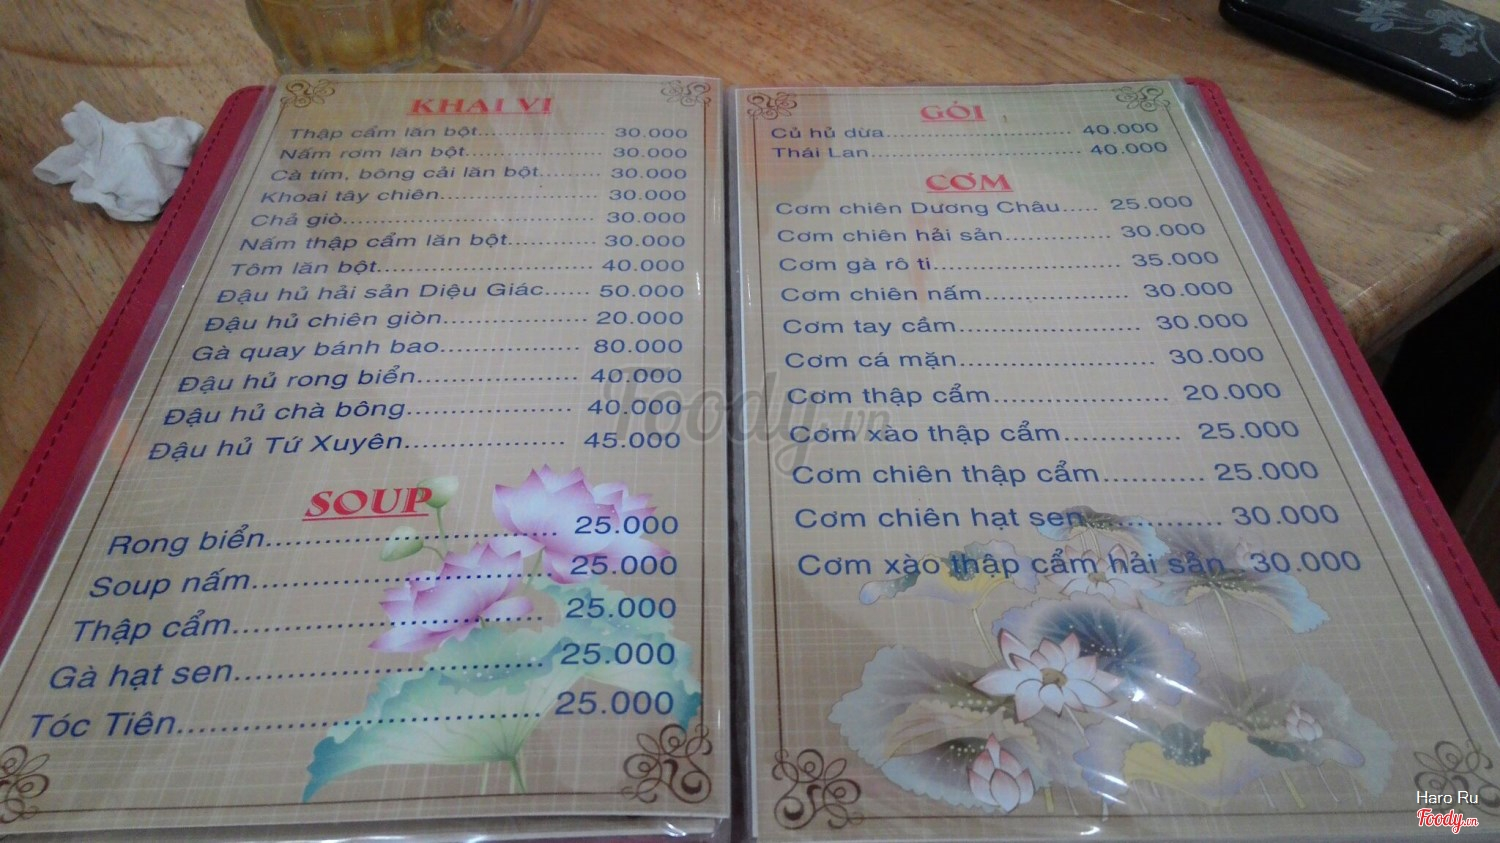 KHAI VỊ
Thập cẩm lăn bột.................. 30.000
Nấm rơm lăn bột.................... 30.000
Cà tím, bông cải lăn bột......... 30.000
Khoai tây chiên...................... 30.000
Chả giò.................................... 30.000
Nấm thập cẩm lăn bột............ 30.000
Tôm lăn bột............................. 40.000
Đậu hủ hải sản Diệu Giác...... 50.000
Đậu hủ chiên giòn.................. 20.000
Gà quay bánh bao................. 80.000
Đậu hủ rong biển.................... 40.000
Đậu hủ chà bông.................... 40.000
Đậu hủ Tứ Xuyên................... 45.000
SOUP
Rong biển............................. 25.000
Soup nấm............................. 25.000
Thập cẩm.............................. 25.000
Gà hạt sen............................ 25.000
Tóc Tiên................................ 25.000
GỎI
Củ hủ dừa............................ 40.000
Thái Lan................................ 40.000
CƠM
Cơm chiên Dương Châu..... 25.000
Cơm chiên hải sản............... 30.000
Cơm gà rô ti......................... 35.000
Cơm chiên nấm.................... 30.000
Cơm tay cầm........................ 30.000
Cơm cá mặn......................... 30.000
Cơm thập cẩm...................... 20.000
Cơm xào thập cẩm............. 25.000
Cơm chiên thập cẩm........... 25.000
Cơm chiên hạt sen............... 30.000
Cơm xào thập cẩm hải sản 30.000
Foody.vn
Haro Ru
Foody.vn